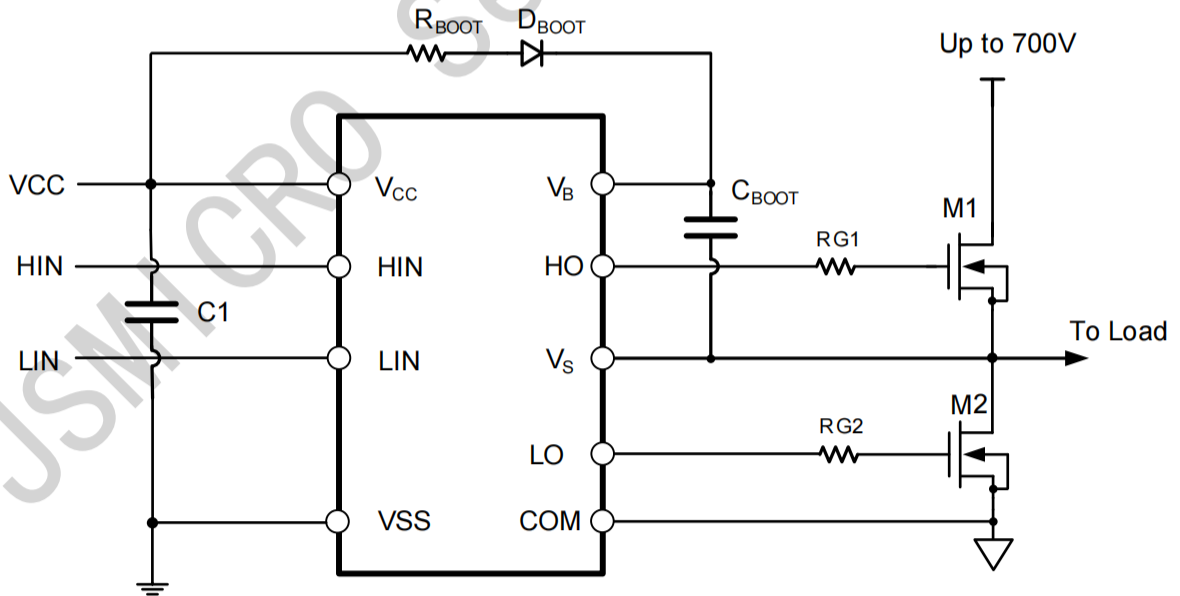 RBOOT DBOOT
Up to 700V
VCC VCC VB CBOOT
M1
RG1
HIN HIN HO
C1
To Load
LIN LIN VS
M2
RG2
LO
VSS COM
JSMICRO